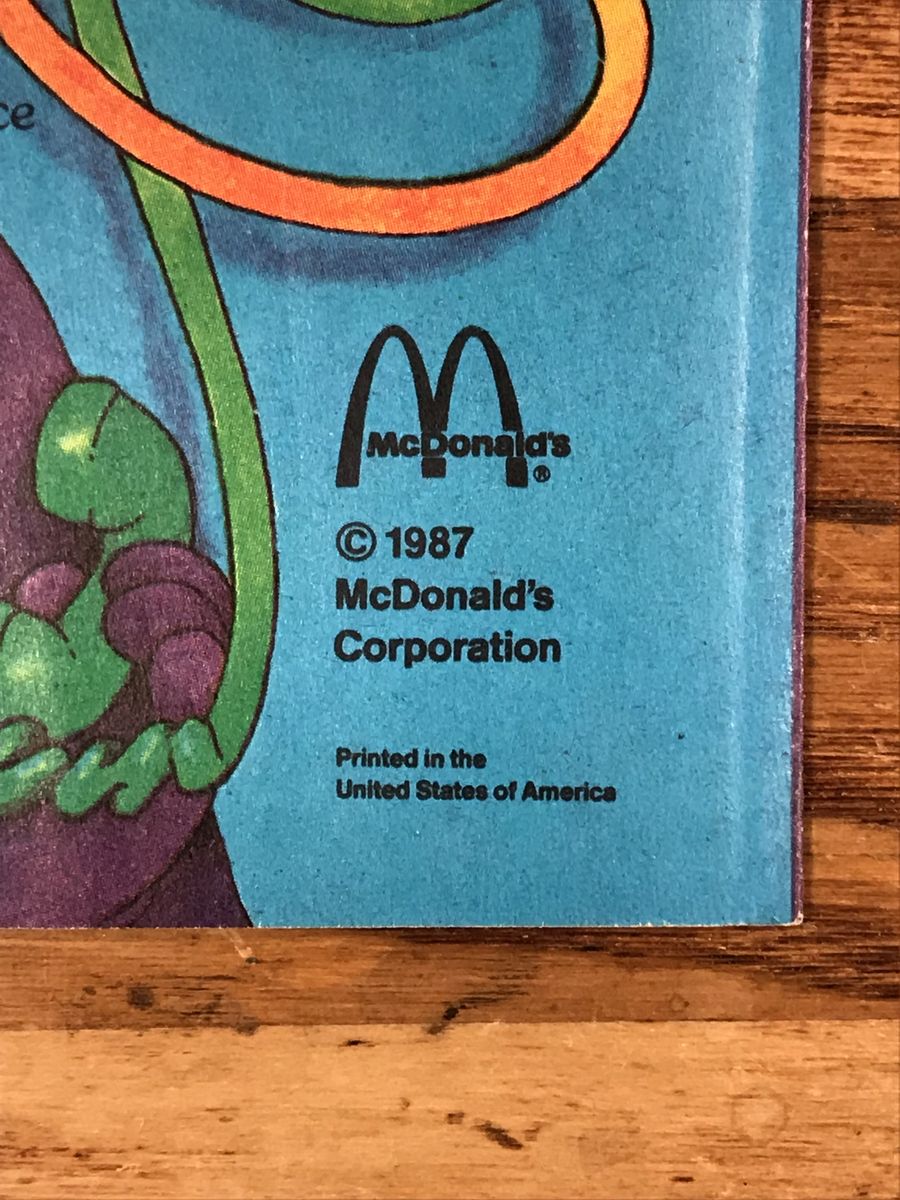 McDonald's
®
© 1987
McDonald's
Corporation
Printed in the
United States of America